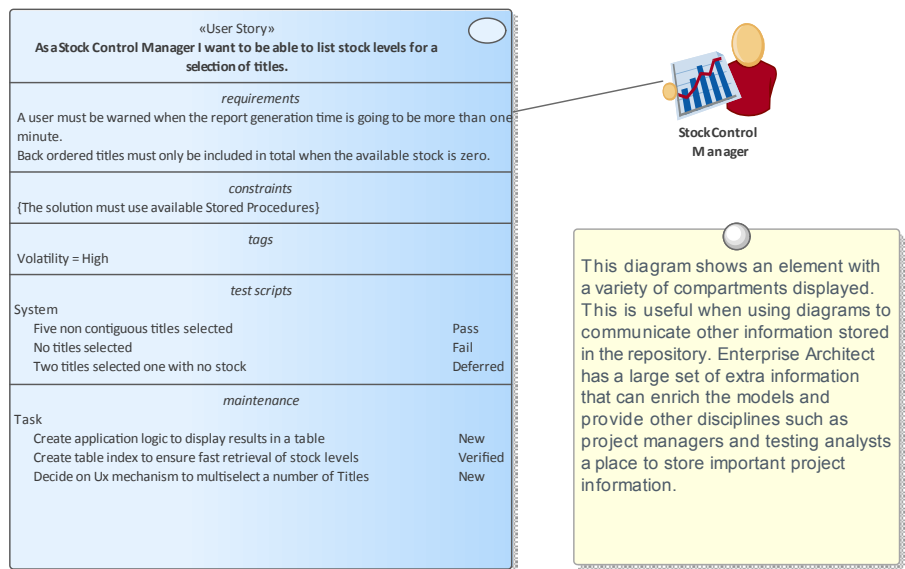 «User Story»
As a Stock Control Manager I want to be able to list stock levels for a
selection of titles.
requirements
A user must be warned when the report generation time is going to be more than one
minute.
Back ordered titles must only be included in total when the available stock is zero.
constraints
{The solution must use available Stored Procedures}
tags
Volatility = High
test scripts
System
Five non contiguous titles selected Pass
No titles selected Fail
Two titles selected one with no stock Deferred
maintenance
Task
Create application logic to display results in a table New
Create table index to ensure fast retrieval of stock levels Verified
Decide on Ux mechanism to multiselect a number of Titles New
Stock Control
Manager
This diagram shows an element with
a variety of compartments displayed.
This is useful when using diagrams to
communicate other information stored
in the repository. Enterprise Architect
has a large set of extra information
that can enrich the models and
provide other disciplines such as
project managers and testing analysts
a place to store important project
information.